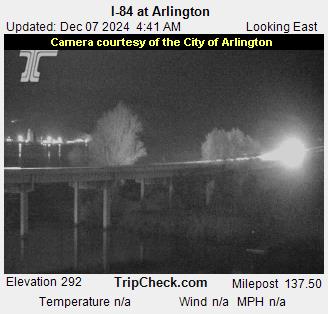 I-84 at Arlington
Updated: Dec 07 2024 4:41 AM Looking East
Camera courtesy of the City of Arlington
Elevation 292 TripCheck.com Milepost 137.50
Temperature n/a Wind n/a MPH n/a